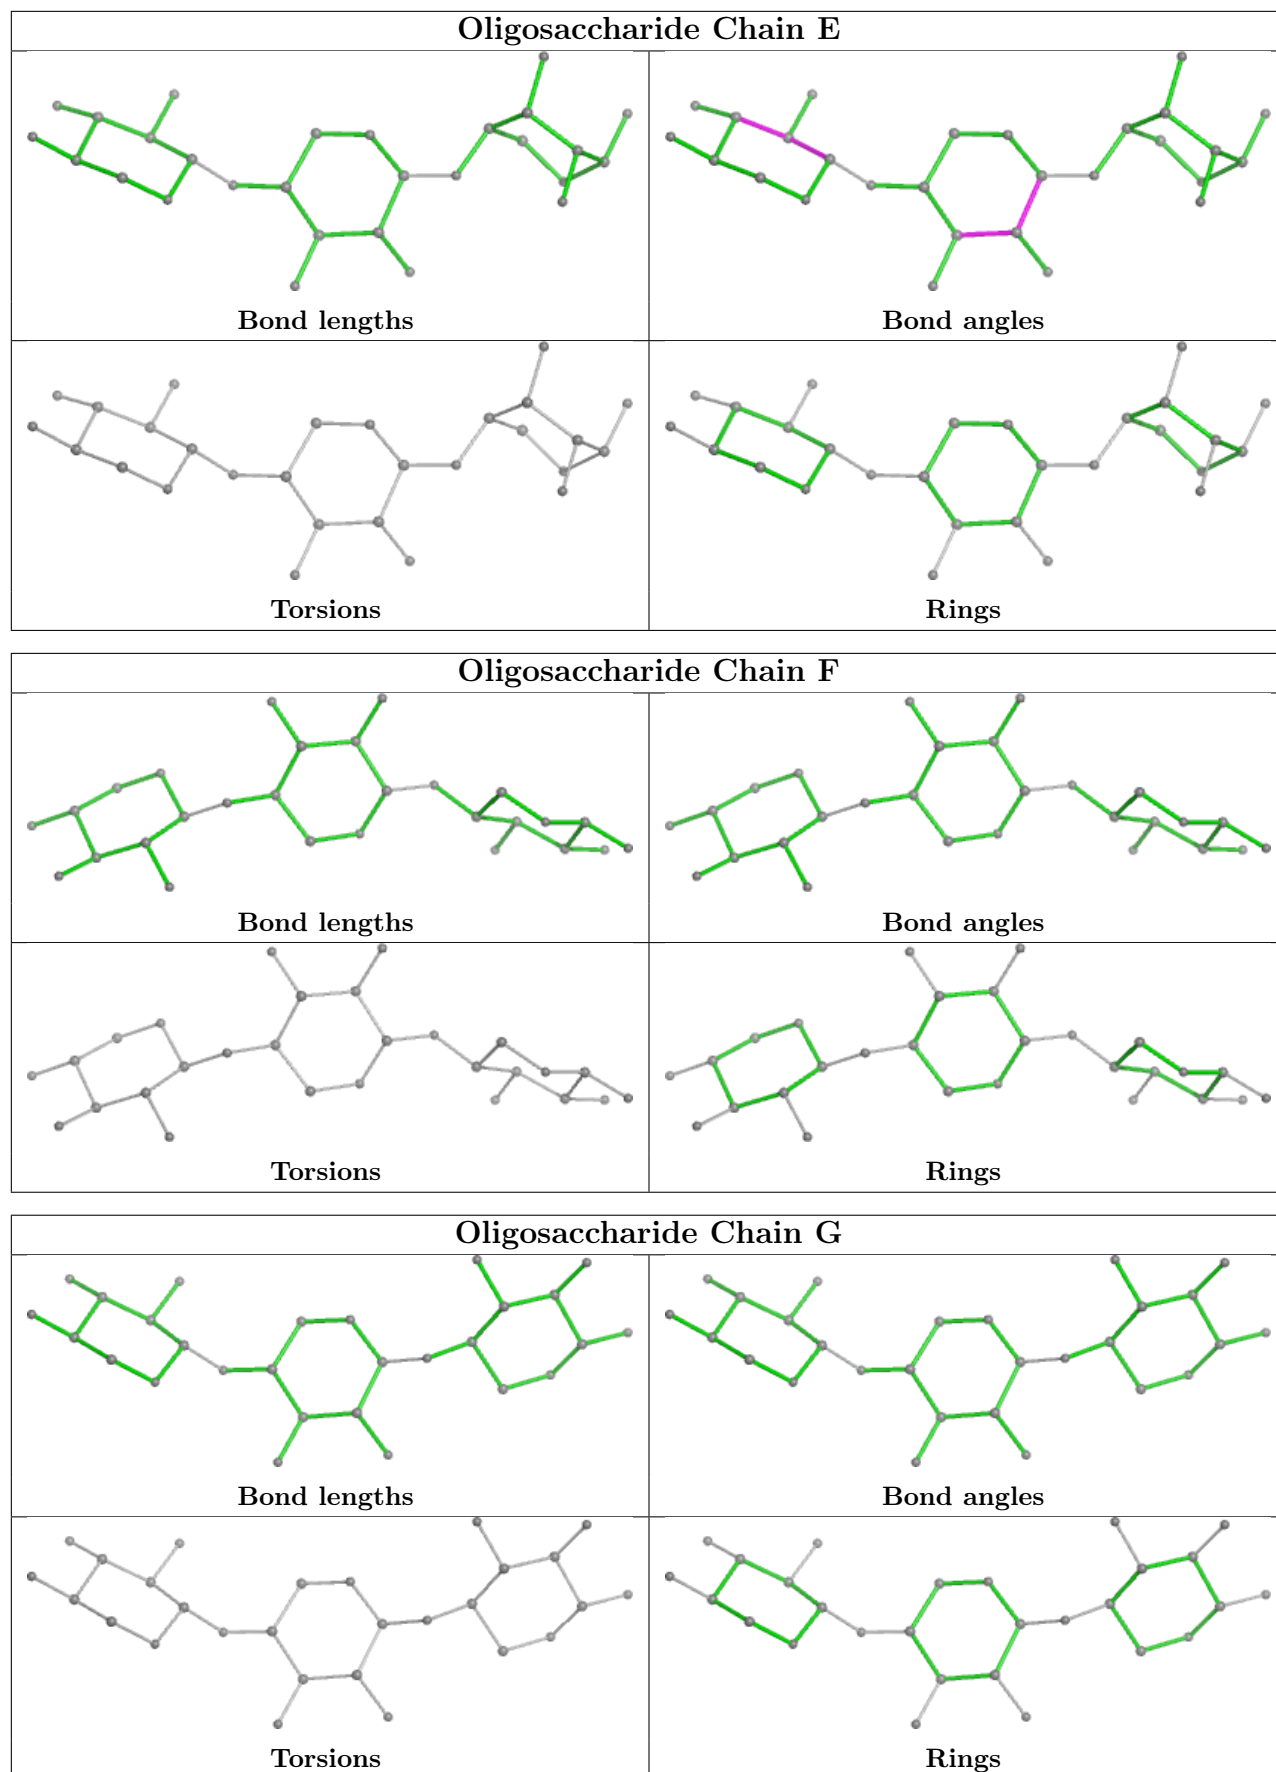 Oligosaccharide Chain E
Bond lengths
Bond angles
Torsions
Rings
Oligosaccharide Chain F
Bond lengths
Bond angles
Torsions
Rings
Oligosaccharide Chain G
Bond lengths
Bond angles
Torsions
Rings